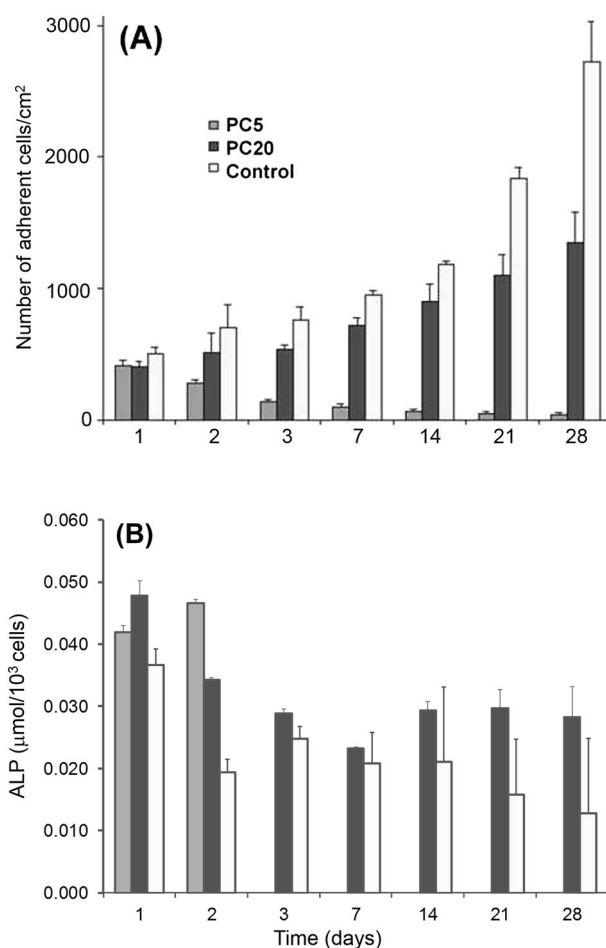 (A)
Number of adherent cells/cm²
3000
2000
1000
0
PC5
PC20
Control
1 2 3 7 14 21 28
(B)
ALP (μmol/10³ cells)
0.060
0.050
0.040
0.030
0.020
0.010
0.000
1 2 3 7 14 21 28
Time (days)